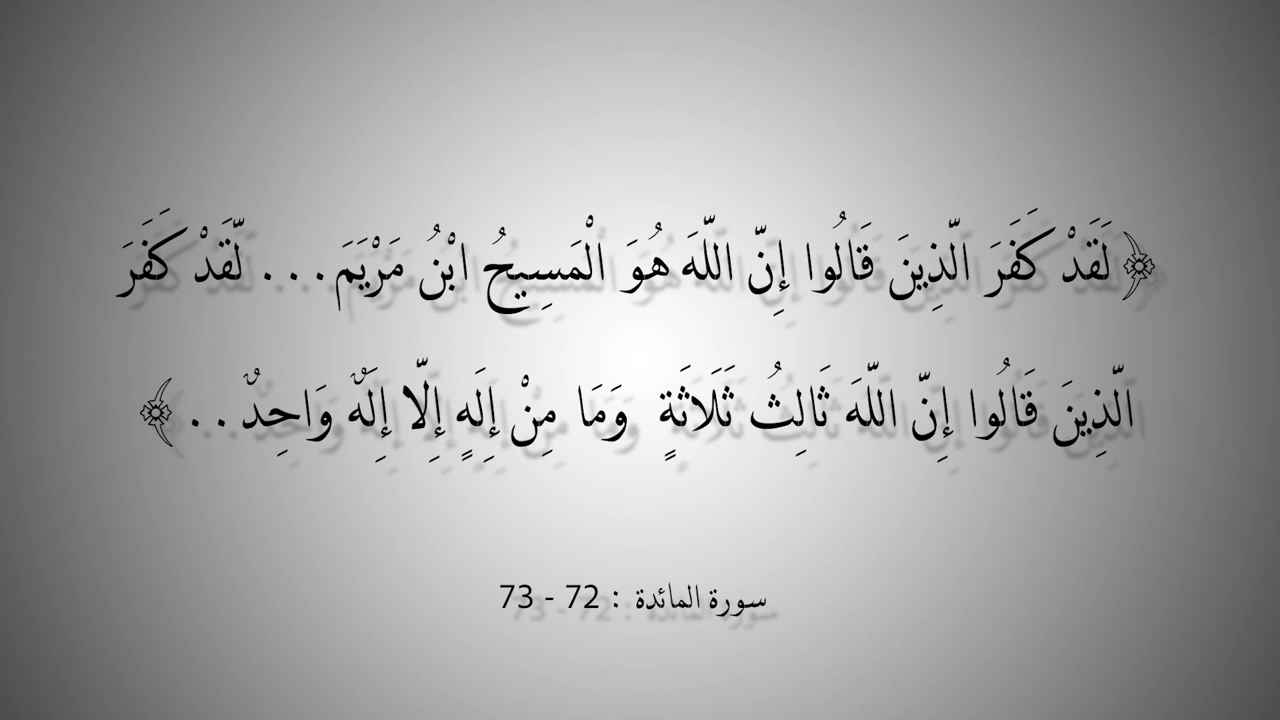 ﴿لَقَدْ كَفَرَ الَّذِينَ قَالُوا إِنَّ اللَّهَ هُوَ الْمَسِيحُ ابْنُ مَرْيَمَ... لَّقَدْ كَفَرَ
الَّذِينَ قَالُوا إِنَّ اللَّهَ ثَالِثُ ثَلَاثَةٍ وَمَا مِنْ إِلَهٍ إِلَّا إِلَهٌ وَاحِدٌ..﴾
سورة المائدة : 72 - 73